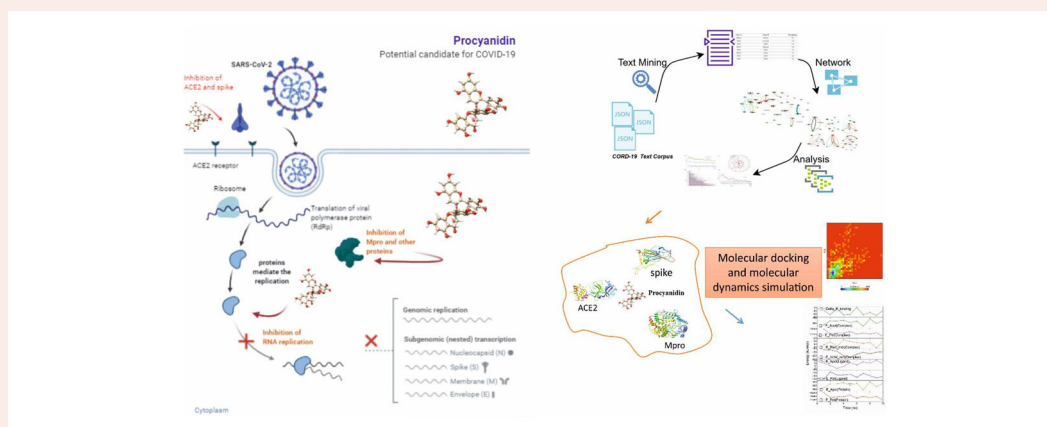 Procyanidin
Potential candidate for COVID-19
SARS-CoV-2
Inhibition of
ACE2 and spike
ACE2 receptor
Ribosome
Translation of viral
polymerase protein
(RdRp)
Inhibition of
Mpro and other
proteins
proteins
mediate the
replication
Inhibition of
RNA replication
Genomic replication
Subgenomic (nested) transcription
Nucleocapsid (N)
Spike (S)
Membrane (M)
Envelope (E)
Cytoplasm
Text Mining
Network
JSON
JSON
JSON
CORD-19 Text Corpus
Analysis
spike
Procyanidin
ACE2
Mpro
Molecular docking
and molecular
dynamics simulation
Time (ns)